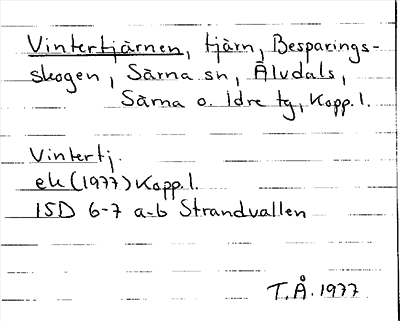 Vintertjärnen, tjärn, Besparings-
skogen, Särna sn, Älvdals,
Särna o. Idre tg, Kopp. l.
Vintertj.
ek (1977) Kopp. l.
15D 6-7 a-b Strandvallen
T.Å. 1977